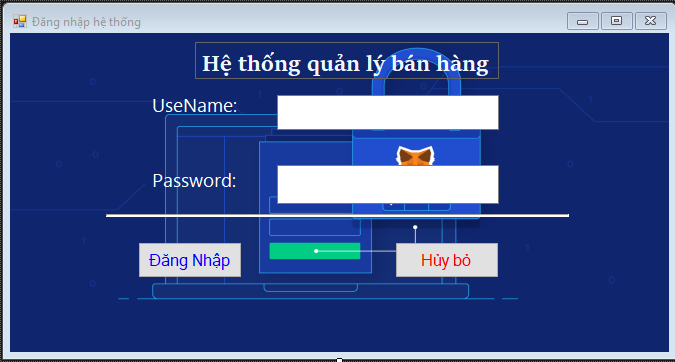 Đăng nhập hệ thống
Hệ thống quản lý bán hàng
UseName:
Password:
Đăng Nhập
Hủy bỏ